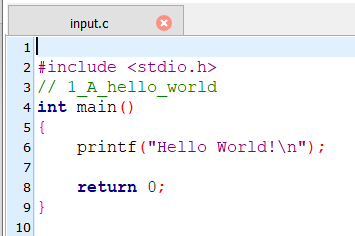 input.c
1
2 #include <stdio.h>
3 // 1_A_hello_world
4 int main()
5 {
6     printf("Hello World!\n");
7
8     return 0;
9 }
10